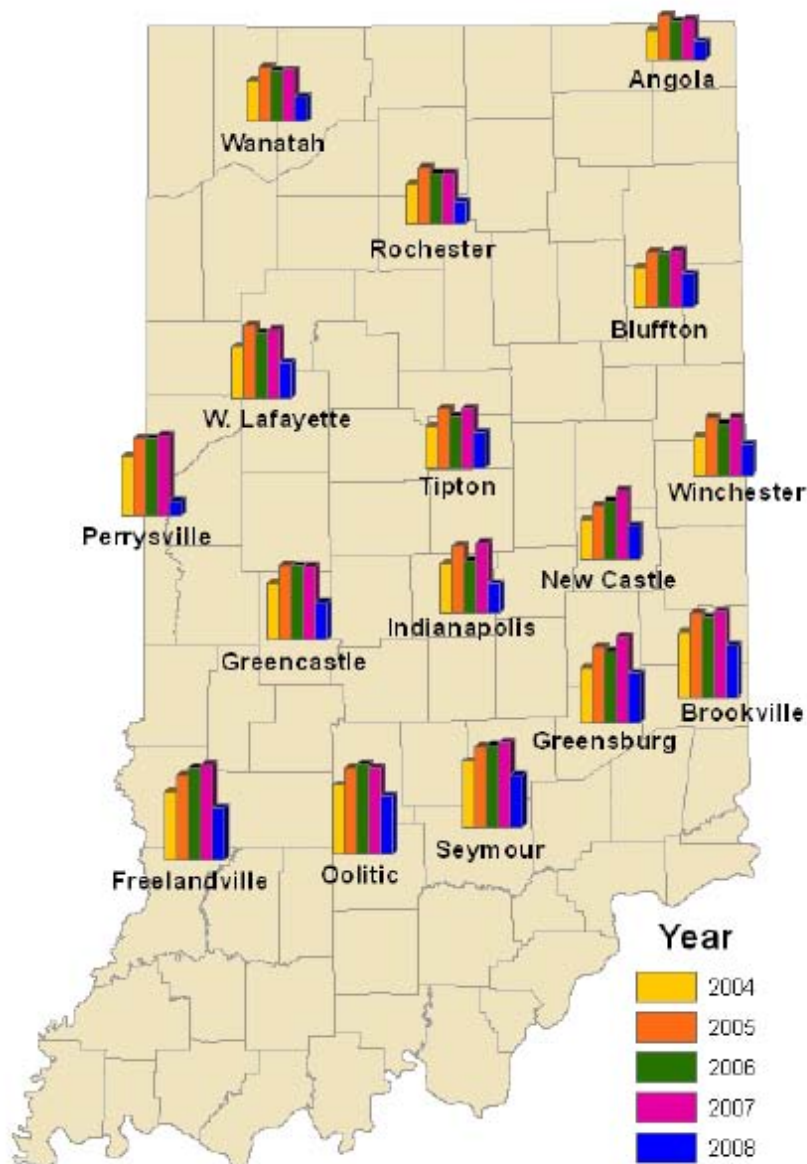 Angola
Wanatah
Rochester
Bluffton
W. Lafayette
Tipton
Winchester
Perrysville
New Castle
Indianapolis
Greencastle
Brookville
Greensburg
Seymour
Oolitic
Freelandville
Year
2004
2005
2006
2007
2008